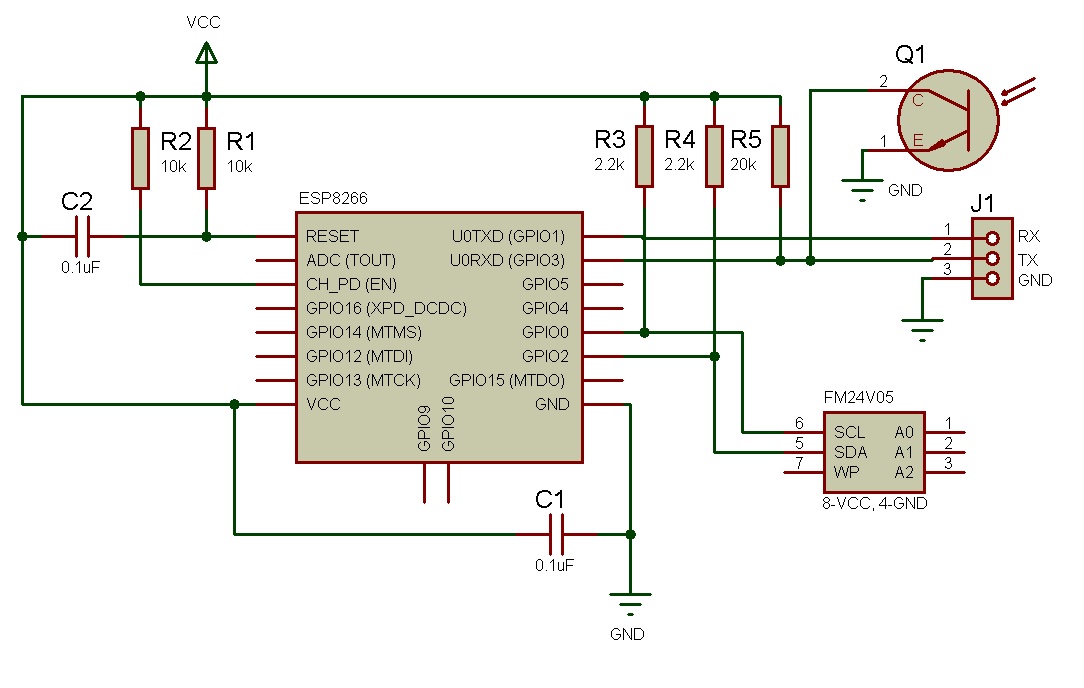 VCC
Q1
2
C
R2
10k
R1
10k
R3
2.2k
R4
2.2k
R5
20k
1
E
GND
C2
0.1uF
ESP8266
RESET
ADC (TOUT)
CH_PD (EN)
GPIO16 (XPD_DCDC)
GPIO14 (MTMS)
GPIO12 (MTDI)
GPIO13 (MTCK)
VCC
U0TXD (GPIO1)
U0RXD (GPIO3)
GPIO5
GPIO4
GPIO0
GPIO2
GPIO15 (MTDO)
GND
GPIO9
GPIO10
J1
1
RX
2
TX
3
GND
FM24V05
6
SCL
A0
1
5
SDA
A1
2
7
WP
A2
3
8-VCC, 4-GND
C1
0.1uF
GND